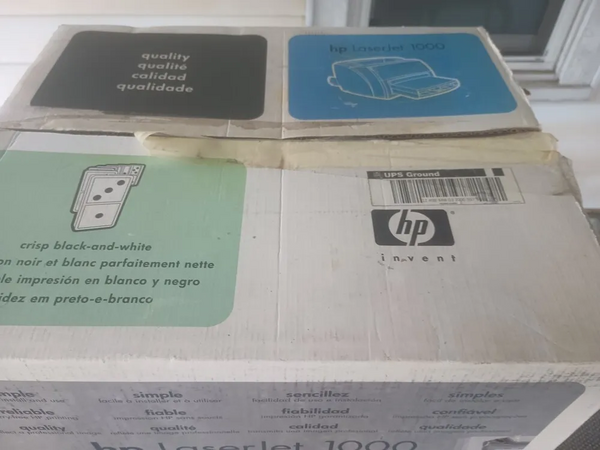 quality
qualité
calidad
qualidade
hp LaserJet 1000
UPS Ground
hp
invent
crisp black-and-white
on noir et blanc parfaitement nette
le impresión en blanco y negro
idez em preto-e-branco
mple simple sencillez simples
reliable fiable fiabilidad confiável
quality qualité calidad qualidade
hp LaserJet 1000